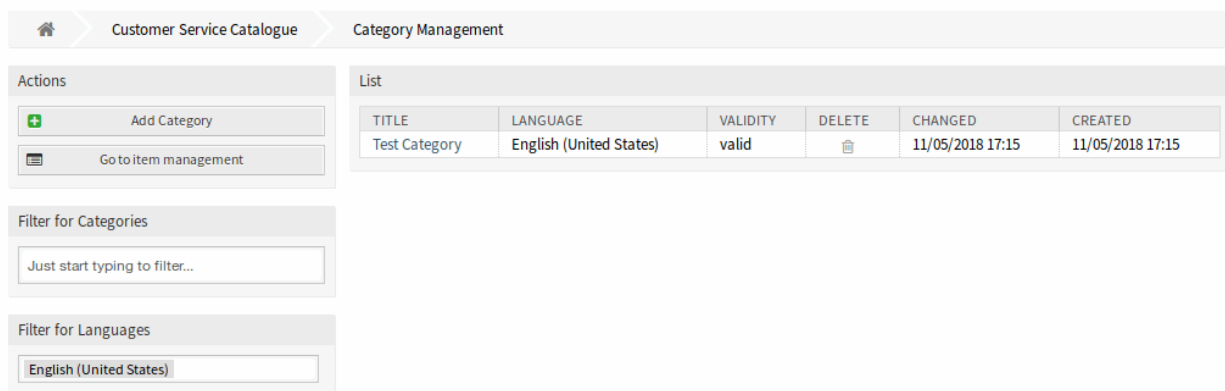 Customer Service Catalogue Category Management
Actions
Add Category
Go to item management
Filter for Categories
Just start typing to filter...
Filter for Languages
English (United States)
List
TITLE LANGUAGE VALIDITY DELETE CHANGED CREATED
Test Category English (United States) valid 11/05/2018 17:15 11/05/2018 17:15